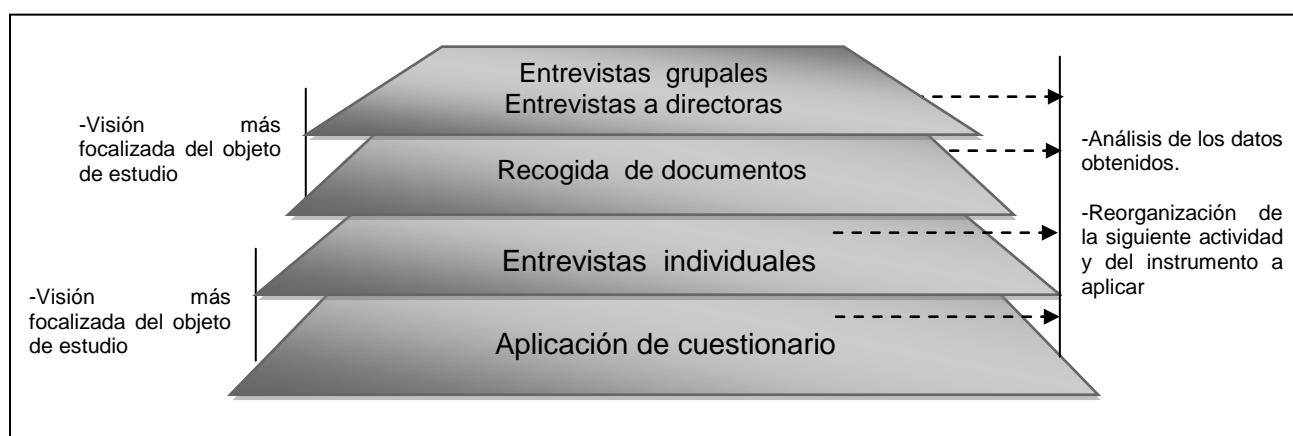 Entrevistas grupales
Entrevistas a directoras
-Visión más
focalizada del objeto
de estudio
-Análisis de los datos
obtenidos.
Recogida de documentos
-Reorganización de
la siguiente actividad
y del instrumento a
aplicar
Entrevistas individuales
-Visión más
focalizada del objeto
de estudio
Aplicación de cuestionario